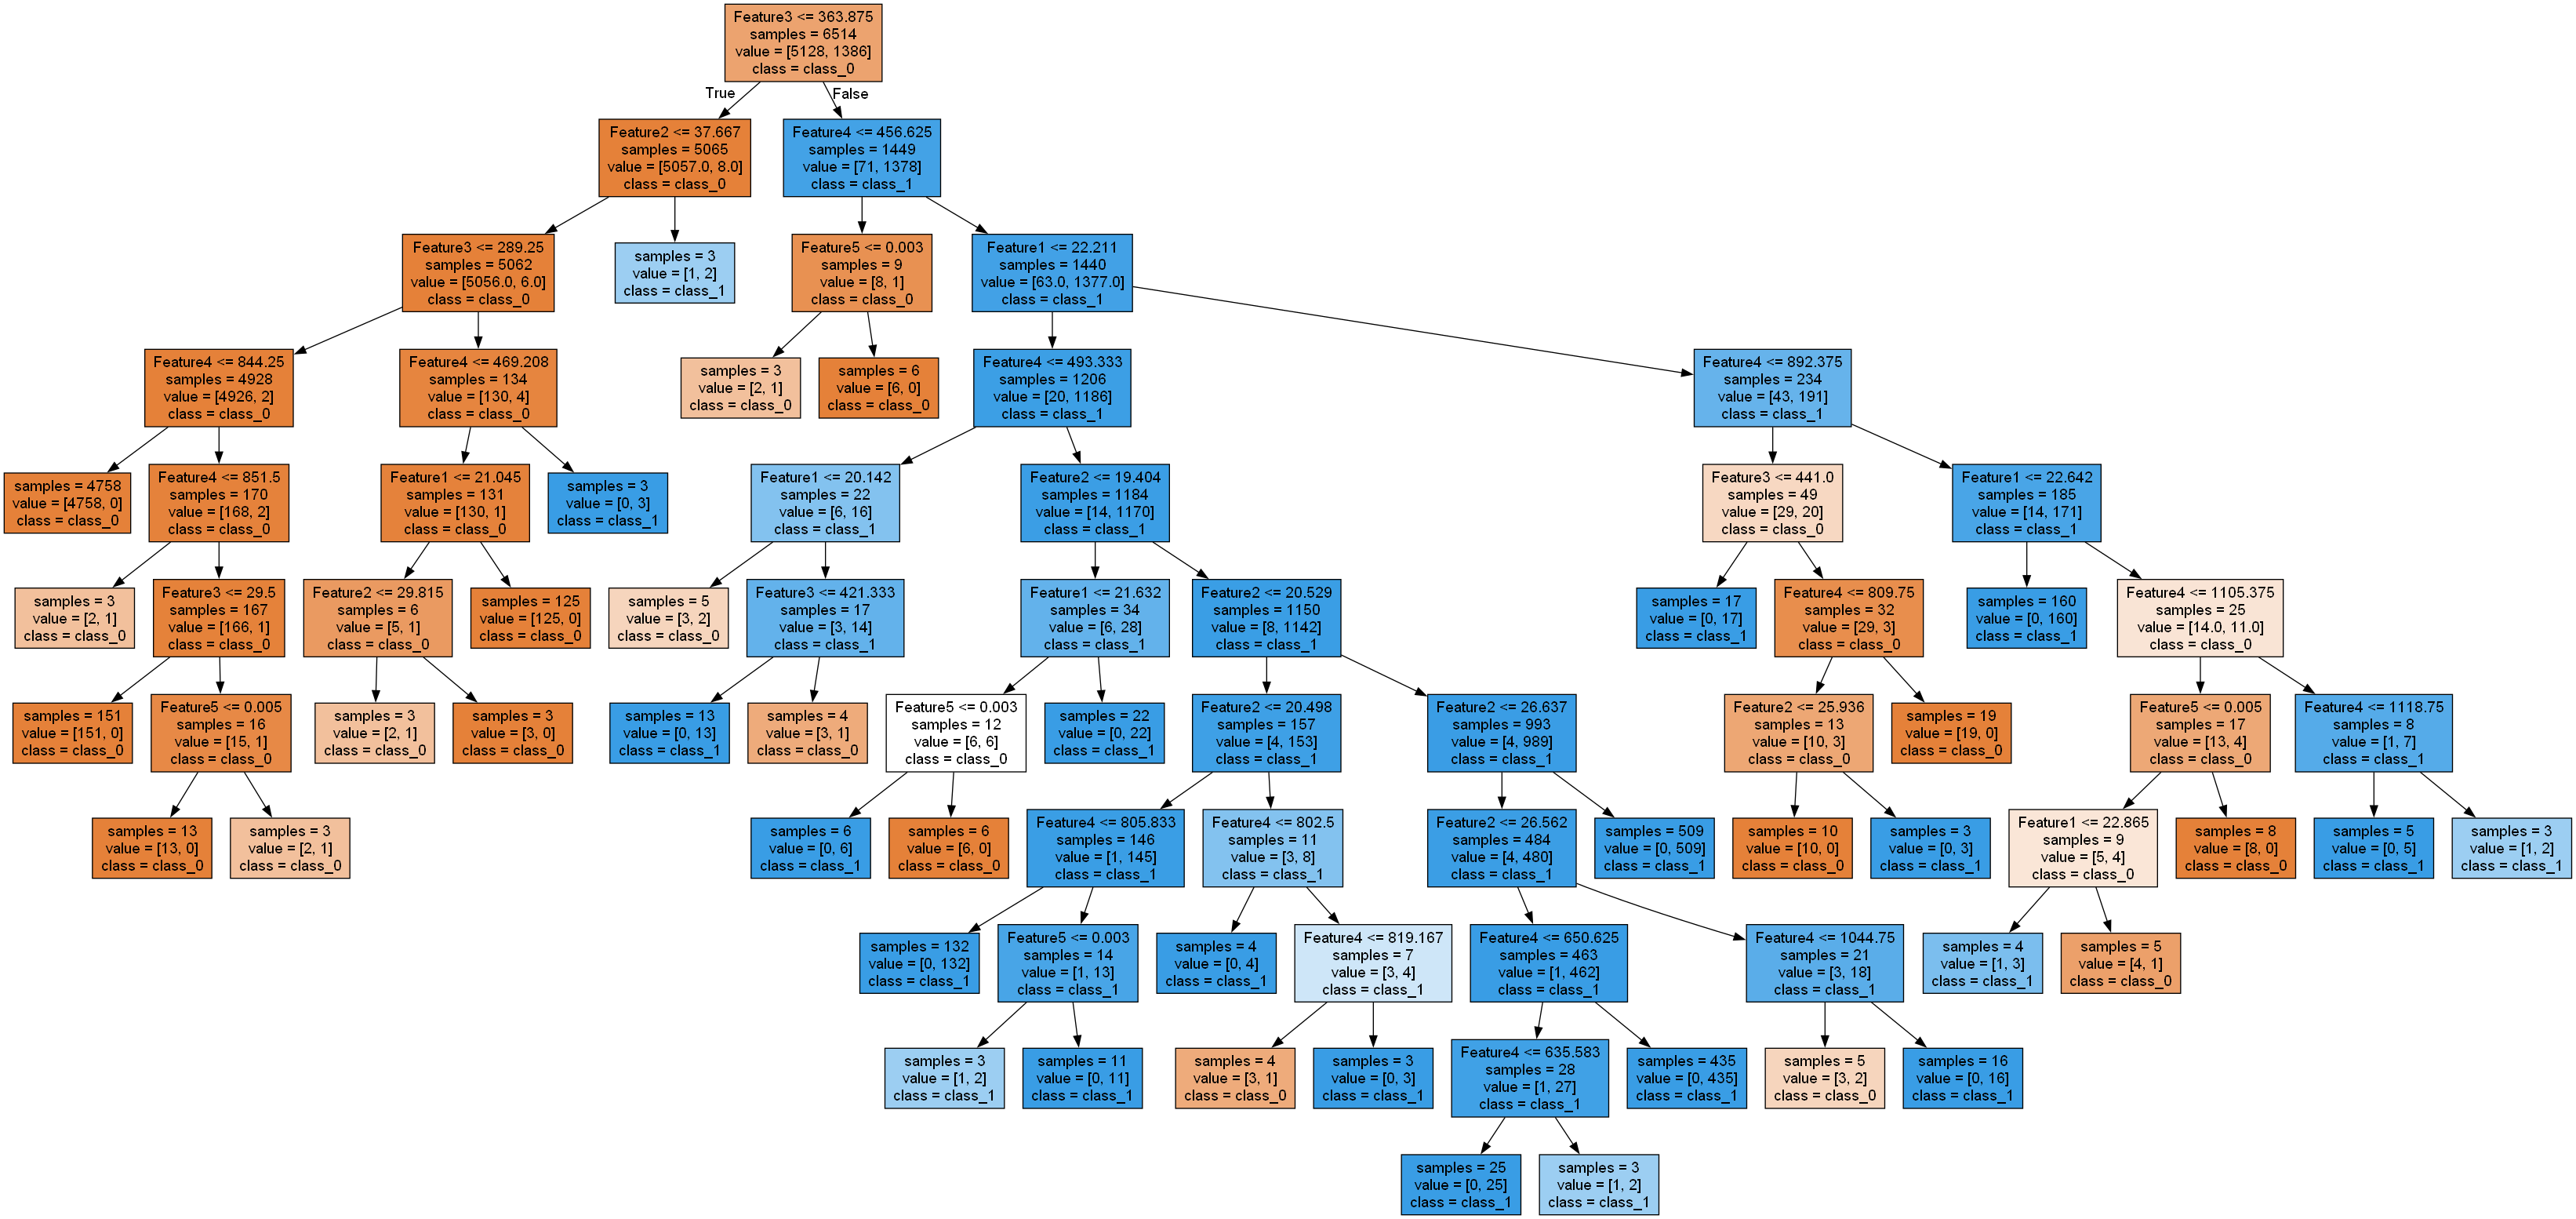 Feature3 <= 363.875
samples = 6514
value = [5128, 1386]
class = class_0
True
False
Feature2 <= 37.667
samples = 5065
value = [5057.0, 8.0]
class = class_0
Feature4 <= 456.625
samples = 1449
value = [71, 1378]
class = class_1
Feature3 <= 289.25
samples = 5062
value = [5056.0, 6.0]
class = class_0
samples = 3
value = [1, 2]
class = class_1
Feature5 <= 0.003
samples = 9
value = [8, 1]
class = class_0
Feature1 <= 22.211
samples = 1440
value = [63.0, 1377.0]
class = class_1
Feature4 <= 844.25
samples = 4928
value = [4926, 2]
class = class_0
Feature4 <= 469.208
samples = 134
value = [130, 4]
class = class_0
samples = 3
value = [2, 1]
class = class_0
samples = 6
value = [6, 0]
class = class_0
Feature4 <= 493.333
samples = 1206
value = [20, 1186]
class = class_1
Feature4 <= 892.375
samples = 234
value = [43, 191]
class = class_1
samples = 4758
value = [4758, 0]
class = class_0
Feature4 <= 851.5
samples = 170
value = [168, 2]
class = class_0
Feature1 <= 21.045
samples = 131
value = [130, 1]
class = class_0
samples = 3
value = [0, 3]
class = class_1
Feature1 <= 20.142
samples = 22
value = [6, 16]
class = class_1
Feature2 <= 19.404
samples = 1184
value = [14, 1170]
class = class_1
Feature3 <= 441.0
samples = 49
value = [29, 20]
class = class_0
Feature1 <= 22.642
samples = 185
value = [14, 171]
class = class_1
samples = 3
value = [2, 1]
class = class_0
Feature3 <= 29.5
samples = 167
value = [166, 1]
class = class_0
Feature2 <= 29.815
samples = 6
value = [5, 1]
class = class_0
samples = 125
value = [125, 0]
class = class_0
samples = 5
value = [3, 2]
class = class_0
Feature3 <= 421.333
samples = 17
value = [3, 14]
class = class_1
Feature1 <= 21.632
samples = 34
value = [6, 28]
class = class_1
Feature2 <= 20.529
samples = 1150
value = [8, 1142]
class = class_1
samples = 17
value = [0, 17]
class = class_1
Feature4 <= 809.75
samples = 32
value = [29, 3]
class = class_0
samples = 160
value = [0, 160]
class = class_1
Feature4 <= 1105.375
samples = 25
value = [14.0, 11.0]
class = class_0
samples = 151
value = [151, 0]
class = class_0
Feature5 <= 0.005
samples = 16
value = [15, 1]
class = class_0
samples = 3
value = [2, 1]
class = class_0
samples = 3
value = [3, 0]
class = class_0
samples = 13
value = [0, 13]
class = class_1
samples = 4
value = [3, 1]
class = class_0
Feature5 <= 0.003
samples = 12
value = [6, 6]
class = class_0
samples = 22
value = [0, 22]
class = class_1
Feature2 <= 20.498
samples = 157
value = [4, 153]
class = class_1
Feature2 <= 26.637
samples = 993
value = [4, 989]
class = class_1
Feature2 <= 25.936
samples = 13
value = [10, 3]
class = class_0
samples = 19
value = [19, 0]
class = class_0
Feature5 <= 0.005
samples = 17
value = [13, 4]
class = class_0
Feature4 <= 1118.75
samples = 8
value = [1, 7]
class = class_1
samples = 13
value = [13, 0]
class = class_0
samples = 3
value = [2, 1]
class = class_0
samples = 6
value = [0, 6]
class = class_1
samples = 6
value = [6, 0]
class = class_0
Feature4 <= 805.833
samples = 146
value = [1, 145]
class = class_1
Feature4 <= 802.5
samples = 11
value = [3, 8]
class = class_1
Feature2 <= 26.562
samples = 484
value = [4, 480]
class = class_1
samples = 509
value = [0, 509]
class = class_1
samples = 10
value = [10, 0]
class = class_0
samples = 3
value = [0, 3]
class = class_1
Feature1 <= 22.865
samples = 9
value = [5, 4]
class = class_0
samples = 8
value = [8, 0]
class = class_0
samples = 5
value = [0, 5]
class = class_1
samples = 3
value = [1, 2]
class = class_1
samples = 132
value = [0, 132]
class = class_1
Feature5 <= 0.003
samples = 14
value = [1, 13]
class = class_1
samples = 4
value = [0, 4]
class = class_1
Feature4 <= 819.167
samples = 7
value = [3, 4]
class = class_1
Feature4 <= 650.625
samples = 463
value = [1, 462]
class = class_1
Feature4 <= 1044.75
samples = 21
value = [3, 18]
class = class_1
samples = 4
value = [1, 3]
class = class_1
samples = 5
value = [4, 1]
class = class_0
samples = 3
value = [1, 2]
class = class_1
samples = 11
value = [0, 11]
class = class_1
samples = 4
value = [3, 1]
class = class_0
samples = 3
value = [0, 3]
class = class_1
Feature4 <= 635.583
samples = 28
value = [1, 27]
class = class_1
samples = 435
value = [0, 435]
class = class_1
samples = 5
value = [3, 2]
class = class_0
samples = 16
value = [0, 16]
class = class_1
samples = 25
value = [0, 25]
class = class_1
samples = 3
value = [1, 2]
class = class_1